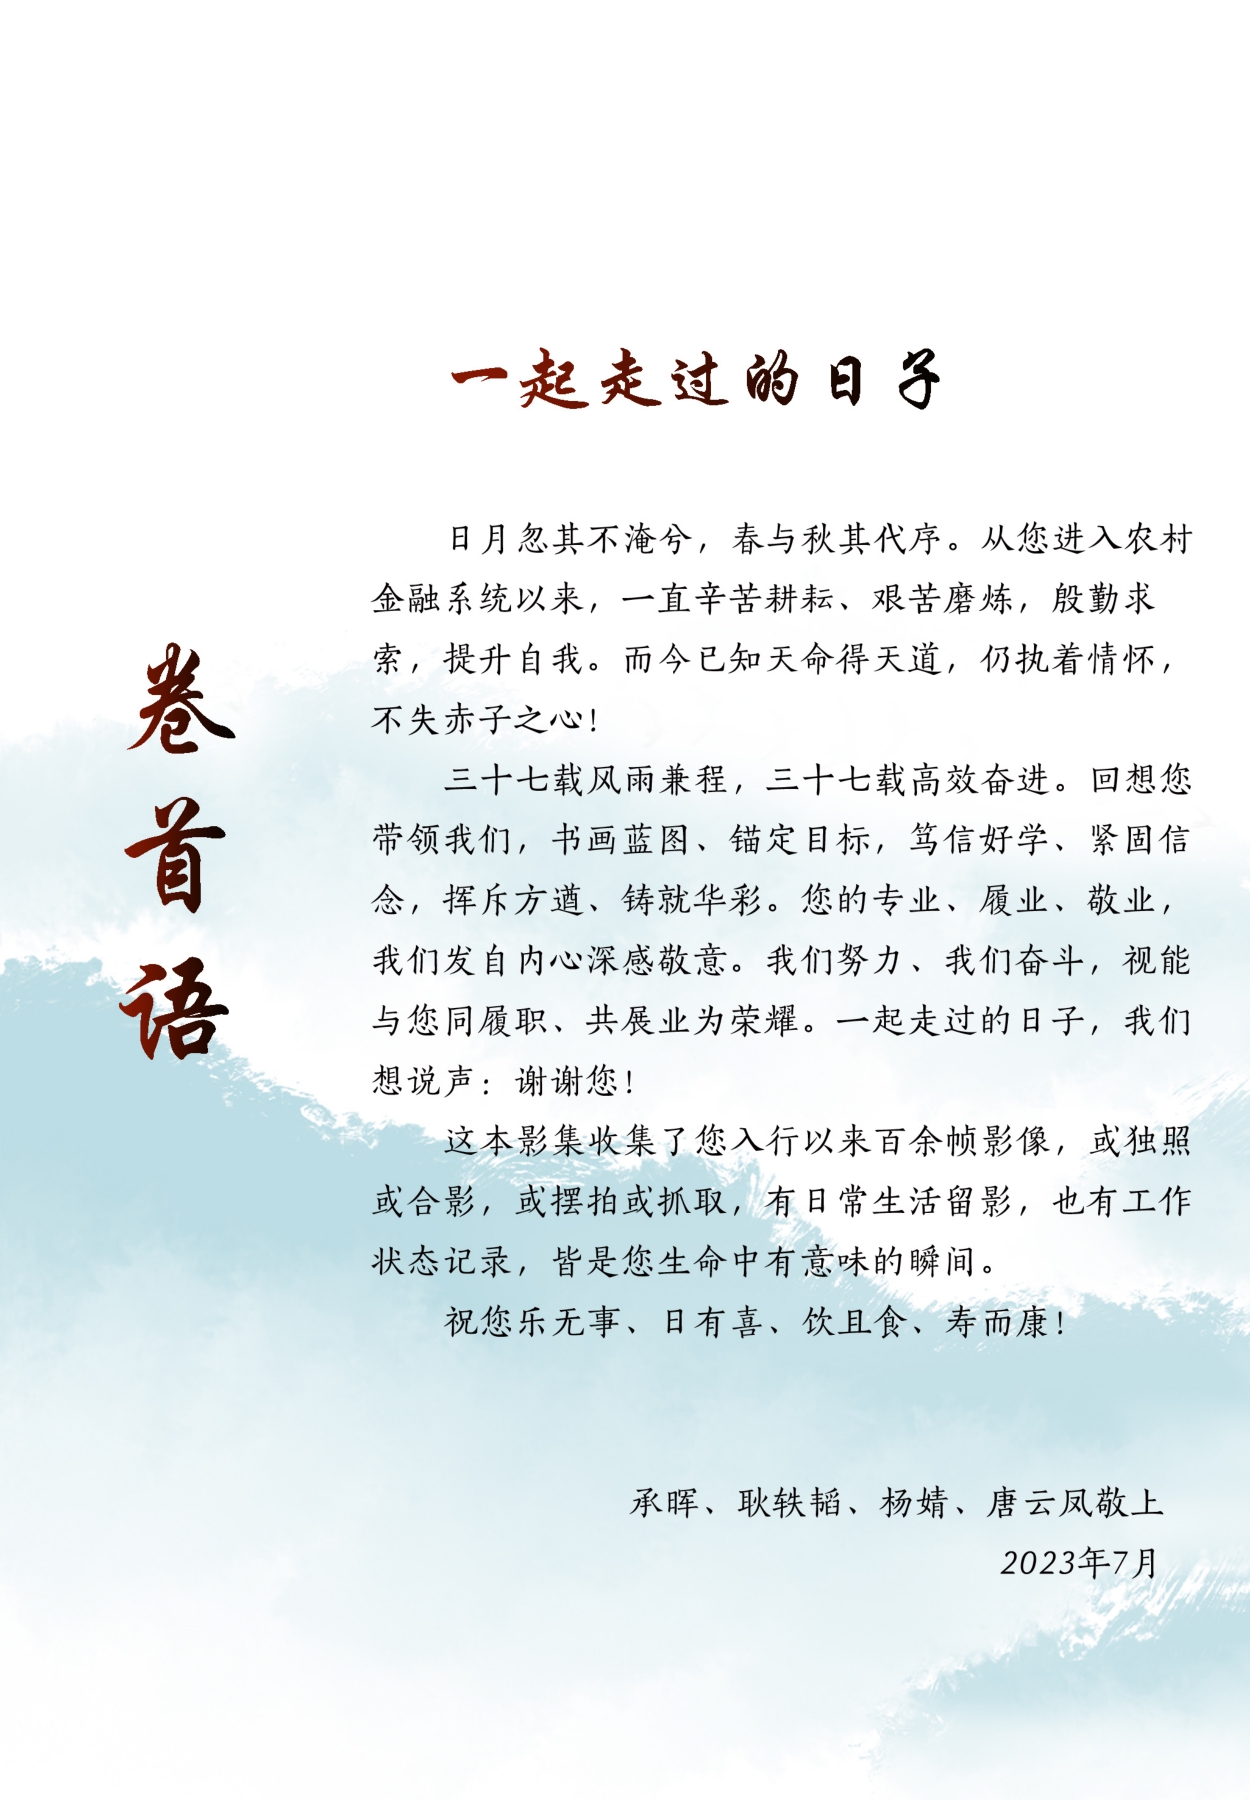 一起走过的日子
卷首语
日月忽其不淹兮，春与秋其代序。从您进入农村
金融系统以来，一直辛苦耕耘、艰苦磨炼，殷勤求
索，提升自我。而今已知天命得天道，仍执着情怀，
不失赤子之心！
三十七载风雨兼程，三十七载高效奋进。回想您
带领我们，书画蓝图、锚定目标，笃信好学、紧固信
念，挥斥方遒、铸就华彩。您的专业、履业、敬业，
我们发自内心深感敬意。我们努力、我们奋斗，视能
与您同履职、共展业为荣耀。一起走过的日子，我们
想说声：谢谢您！
这本影集收集了您入行以来百余帧影像，或独照
或合影，或摆拍或抓取，有日常生活留影，也有工作
状态记录，皆是您生命中有意味的瞬间。
祝您乐无事、日有喜、饮且食、寿而康！
承晖、耿轶韬、杨婧、唐云凤敬上
2023年7月